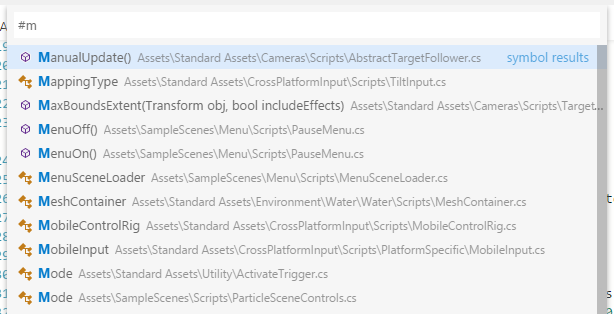 #m
ManualUpdate() Assets\Standard Assets\Cameras\Scripts\AbstractTargetFollower.cs symbol results
MappingType Assets\Standard Assets\CrossPlatformInput\Scripts\TiltInput.cs
MaxBoundsExtent(Transform obj, bool includeEffects) Assets\Standard Assets\Cameras\Scripts\Target...
MenuOff() Assets\SampleScenes\Menu\Scripts\PauseMenu.cs
MenuOn() Assets\SampleScenes\Menu\Scripts\PauseMenu.cs
MenuSceneLoader Assets\SampleScenes\Menu\Scripts\MenuSceneLoader.cs
MeshContainer Assets\Standard Assets\Environment\Water\Water\Scripts\MeshContainer.cs
MobileControlRig Assets\Standard Assets\CrossPlatformInput\Scripts\MobileControlRig.cs
MobileInput Assets\Standard Assets\CrossPlatformInput\Scripts\PlatformSpecific\MobileInput.cs
Mode Assets\Standard Assets\Utility\ActivateTrigger.cs
Mode Assets\SampleScenes\Scripts\ParticleSceneControls.cs